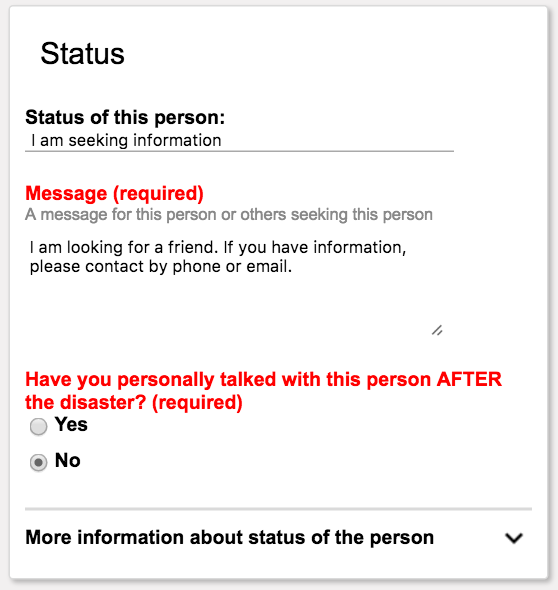 Status
Status of this person:
I am seeking information
Message (required)
A message for this person or others seeking this person
I am looking for a friend. If you have information,
please contact by phone or email.
Have you personally talked with this person AFTER
the disaster? (required)
Yes
No
More information about status of the person